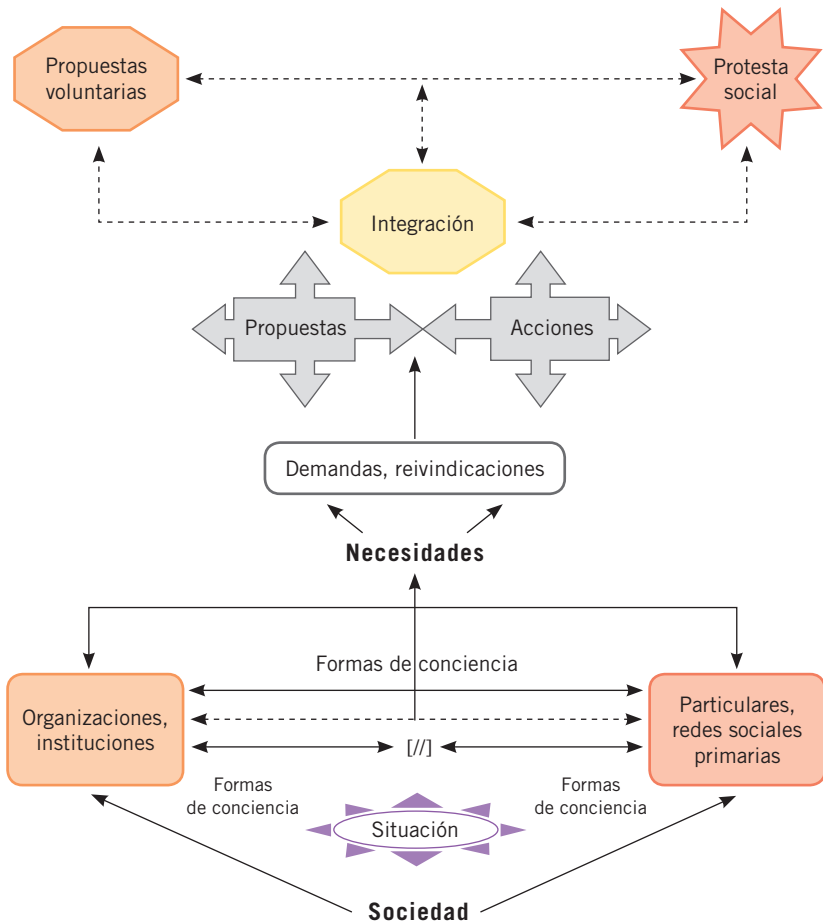 Propuestas
voluntarias
Protesta
social
Integración
Propuestas
Acciones
Demandas, reivindicaciones
Necesidades
Formas de conciencia
Organizaciones,
instituciones
Particulares,
redes sociales
primarias
[//]
Formas
de conciencia
Formas
de conciencia
Situación
Sociedad